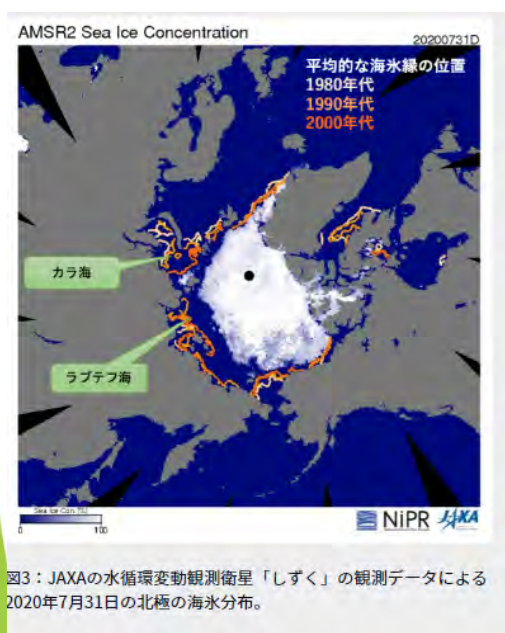 AMSR2 Sea Ice Concentration
20200731D
平均的な海氷縁の位置
1980年代
1990年代
2000年代
カラ海
ラプテフ海
Sea Ice Con.[%]
0 100
NiPR JAXA
図3：JAXAの水循環変動観測衛星「しずく」の観測データによる
2020年7月31日の北極の海氷分布。